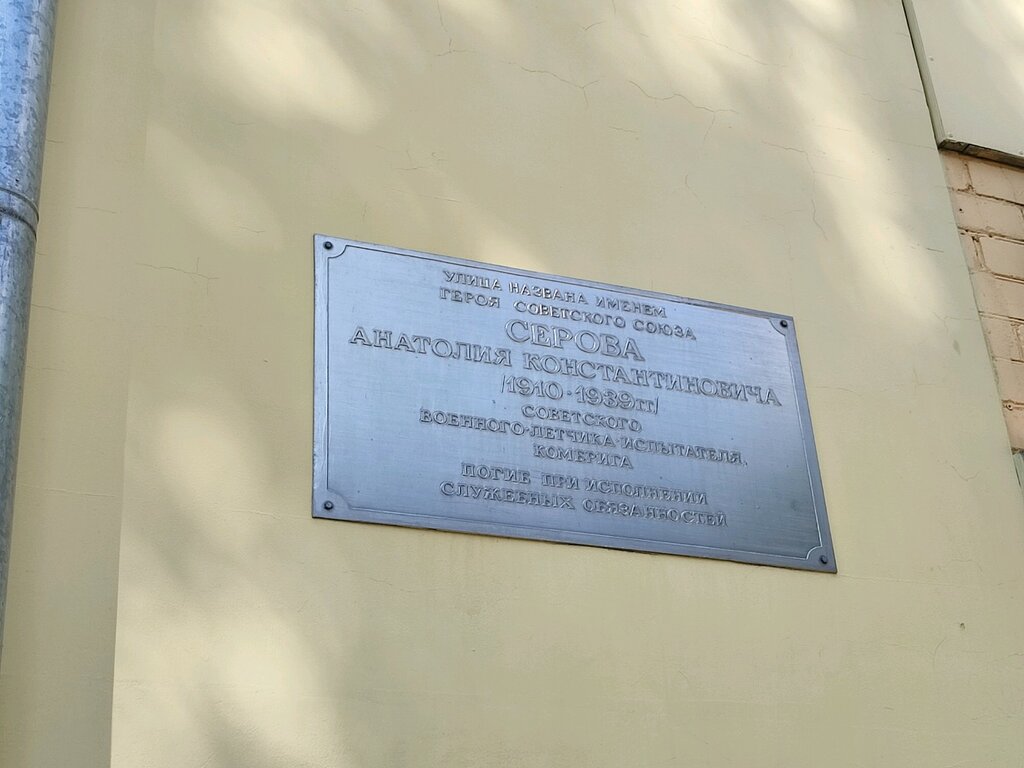 УЛИЦА НАЗВАНА ИМЕНЕМ
ГЕРОЯ СОВЕТСКОГО СОЮЗА
СЕРОВА
АНАТОЛИЯ КОНСТАНТИНОВИЧА
/1910-1939гг/
СОВЕТСКОГО
ВОЕННОГО ЛЕТЧИКА-ИСПЫТАТЕЛЯ,
КОМБРИГА
ПОГИБ ПРИ ИСПОЛНЕНИИ
СЛУЖЕБНЫХ ОБЯЗАННОСТЕЙ